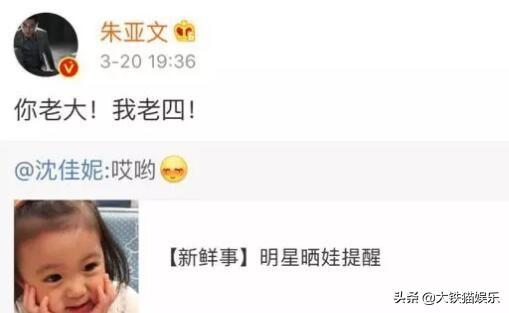 朱亚文
3-20 19:36
你老大！我老四！
@沈佳妮:哎哟
【新鲜事】明星晒娃提醒
头条 @大铁猫娱乐